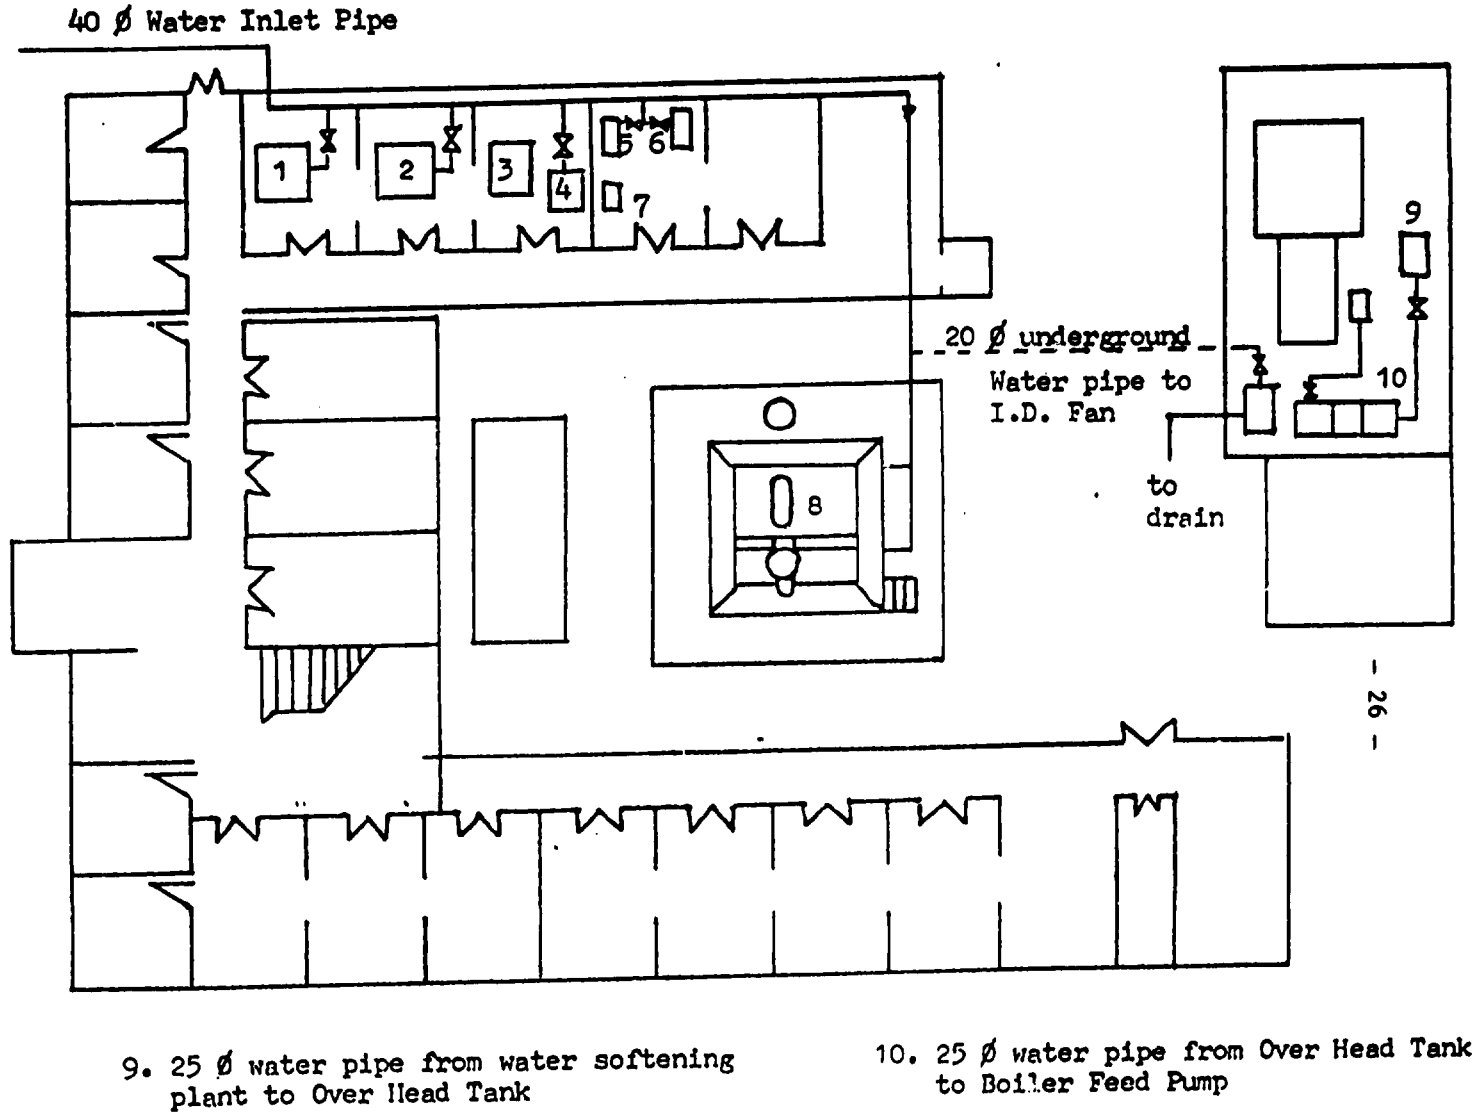 40 Ø Water Inlet Pipe
1
2
3
4
5 6
7
8
9
10
20 Ø underground
Water pipe to
I.D. Fan
to
drain
- 26 -
9. 25 Ø water pipe from water softening
plant to Over Head Tank
10. 25 Ø water pipe from Over Head Tank
to Boiler Feed Pump